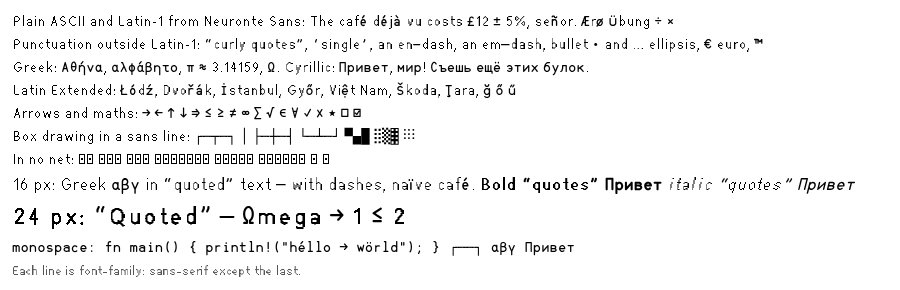 Plain ASCII and Latin-1 from Neuronte Sans: The café déjà vu costs £12 ± 5%, señor. Ærø Übung ÷ ×
Punctuation outside Latin-1: “curly quotes”, ‘single’, an en–dash, an em—dash, bullet • and … ellipsis, € euro, ™
Greek: Αθήνα, αλφάβητο, π ≈ 3.14159, Ω. Cyrillic: Привет, мир! Съешь ещё этих булок.
Latin Extended: Łódź, Dvořák, İstanbul, Győr, Việt Nam, Škoda, Ţara, ğ ő ű
Arrows and maths: → ← ↑ ↓ ⇒ ≤ ≥ ≠ ∞ ∑ √ ∈ ∀ ✓ ✗ ★ ☐ ☑
Box drawing in a sans line: ┌─┬─┐ │ ├─┼─┤ └─┴─┘ ▀▄█ ░▒▓
In no net:
16 px: Greek αβγ in “quoted” text — with dashes, naïve café. Bold “quotes” Привет italic “quotes” Привет
24 px: “Quoted” — Ωmega → 1 ≤ 2
monospace: fn main() { println!("héllo → wörld"); } ┌──┐ αβγ Привет
Each line is font-family: sans-serif except the last.